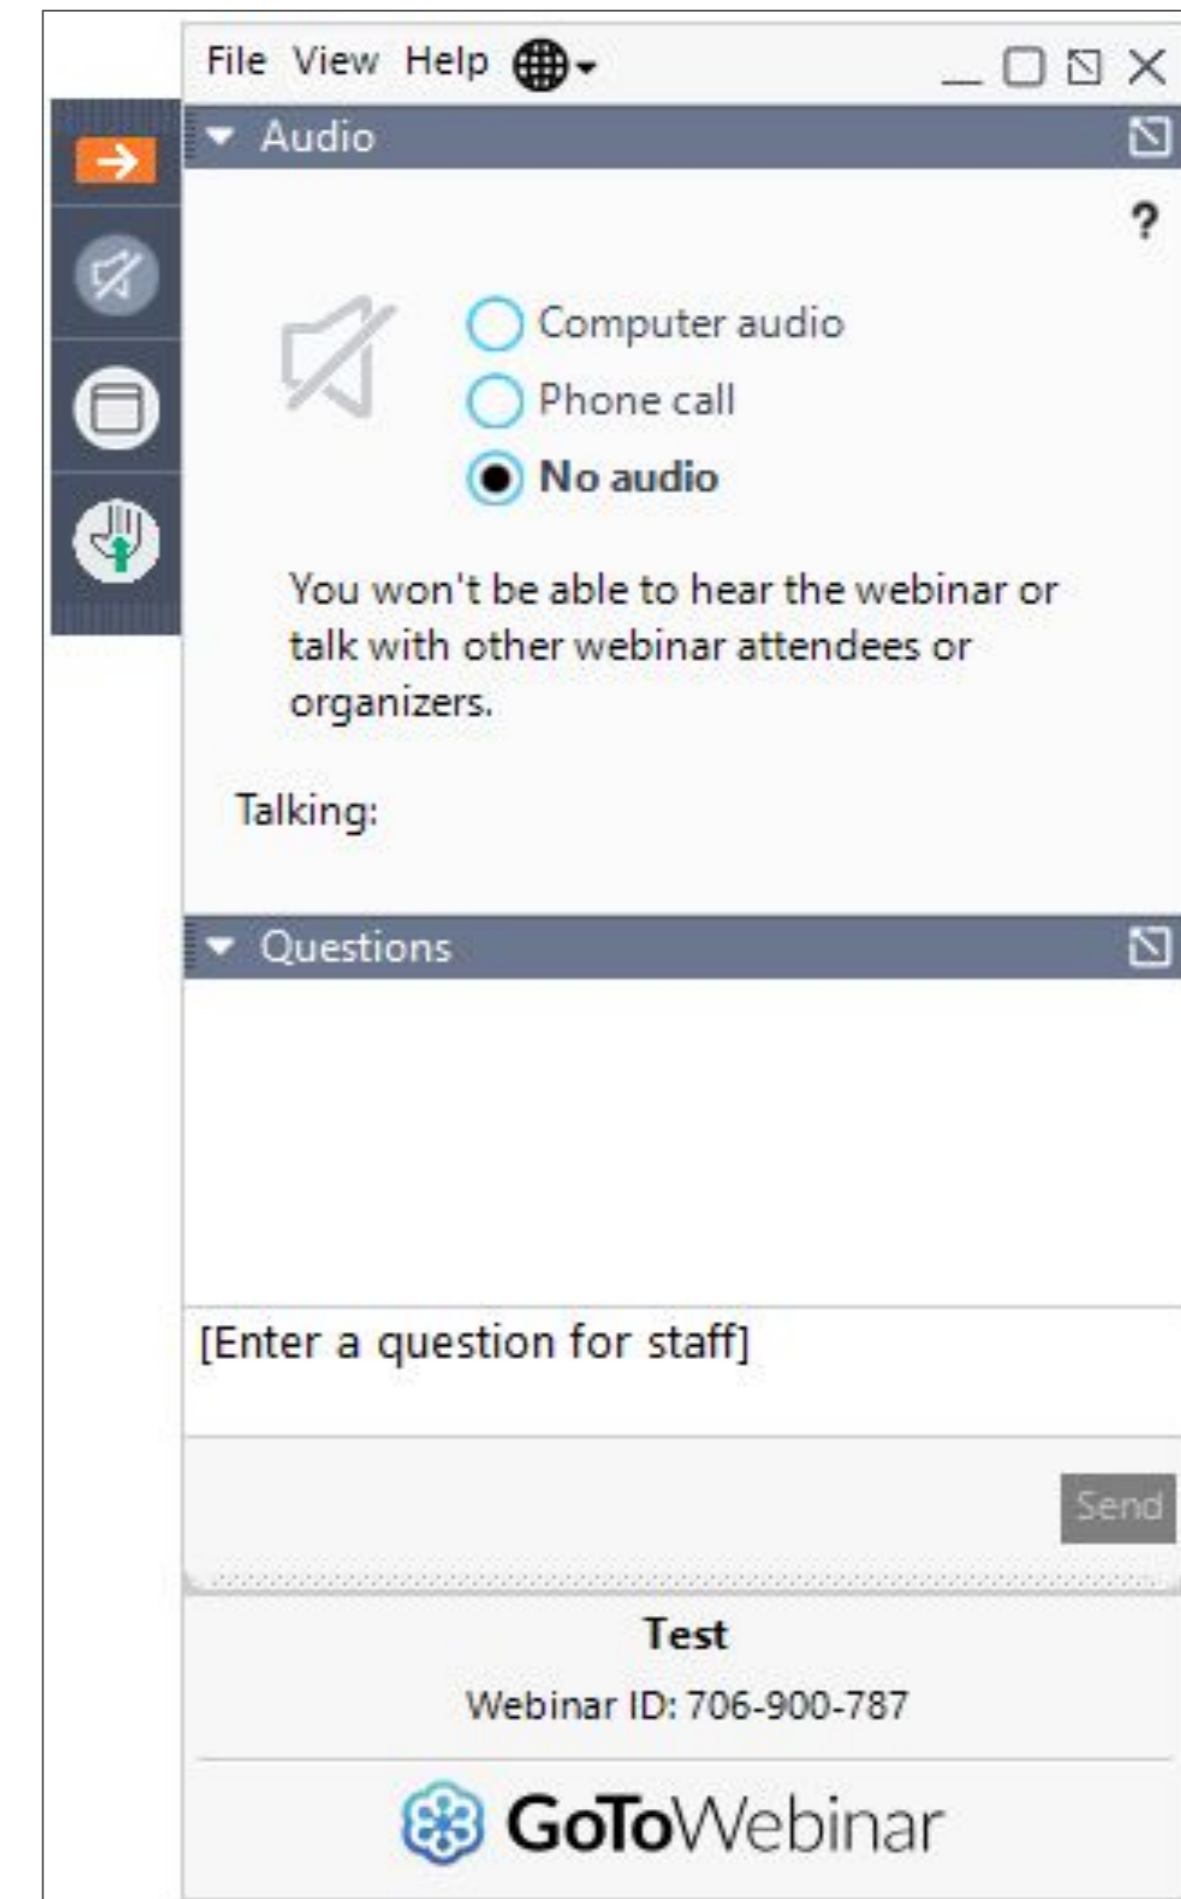 File View Help
Audio
?
Computer audio
Phone call
No audio
You won't be able to hear the webinar or
talk with other webinar attendees or
organizers.
Talking:
Questions
[Enter a question for staff]
Send
Test
Webinar ID: 706-900-787
GoToWebinar